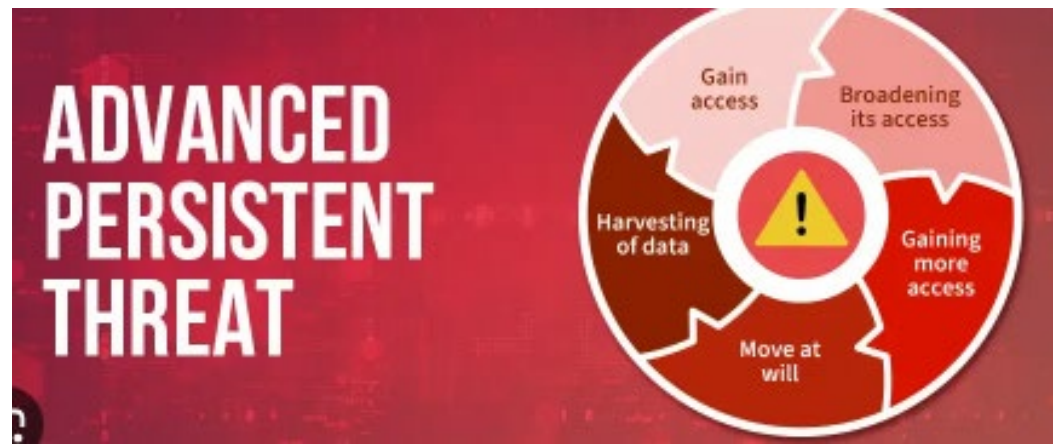 ADVANCED
PERSISTENT
THREAT
Gain
access
Broadening
its access
Gaining
more
access
Move at
will
Harvesting
of data
!